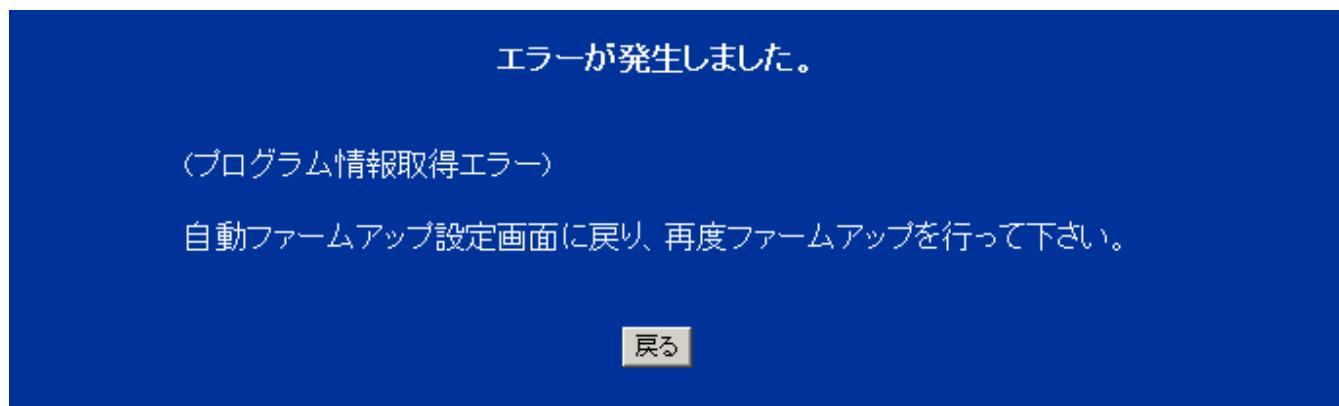 エラーが発生しました。
(プログラム情報取得エラー)
自動ファームアップ設定画面に戻り、再度ファームアップを行って下さい。
戻る